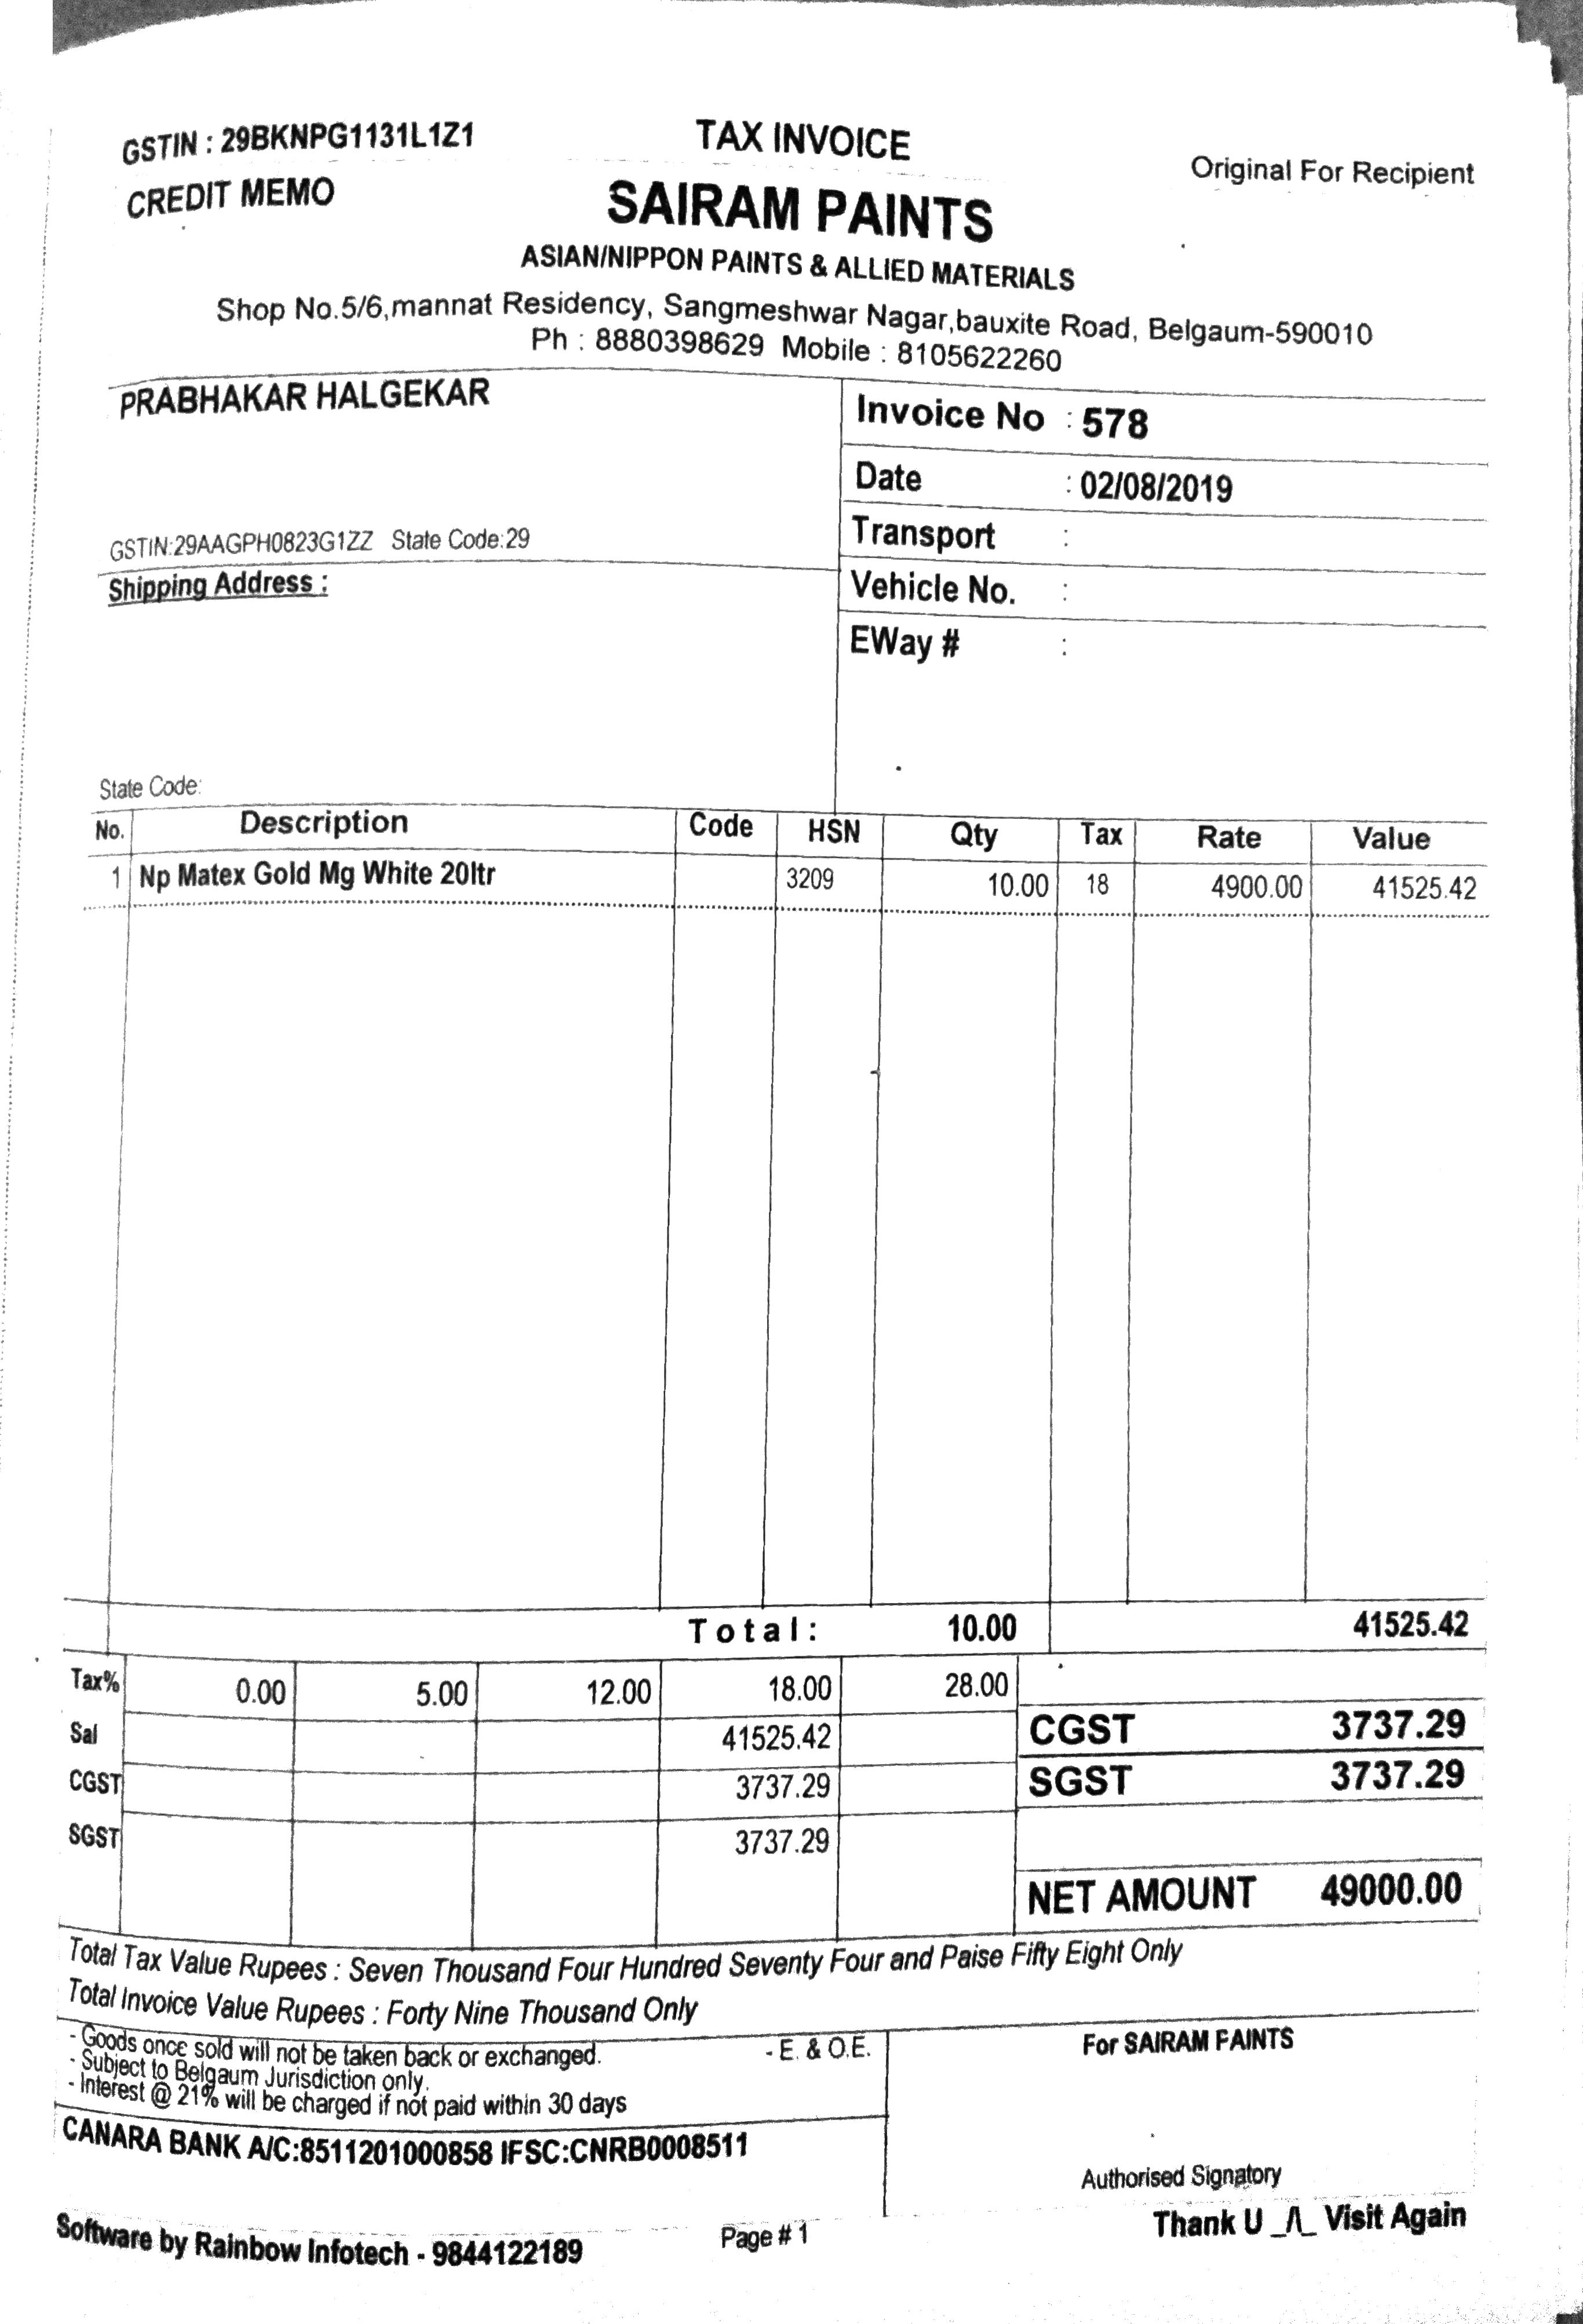 GSTIN : 29BKNPG1131L1Z1
TAX INVOICE
Original For Recipient
CREDIT MEMO
SAIRAM PAINTS
ASIAN/NIPPON PAINTS & ALLIED MATERIALS
Shop No.5/6,mannat Residency, Sangmeshwar Nagar,bauxite Road, Belgaum-590010
Ph : 8880398629 Mobile : 8105622260
PRABHAKAR HALGEKAR
GSTIN:29AAGPH0823G1ZZ State Code:29
Invoice No : 578
Date : 02/08/2019
Transport :
Vehicle No. :
EWay # :
Shipping Address :
State Code:
No. Description Code HSN Qty Tax Rate Value
1 Np Matex Gold Mg White 20ltr 3209 10.00 18 4900.00 41525.42
Total: 10.00 41525.42
Tax% 0.00 5.00 12.00 18.00 28.00
Sal 41525.42
CGST 3737.29
SGST 3737.29
CGST 3737.29
SGST 3737.29
NET AMOUNT 49000.00
Total Tax Value Rupees : Seven Thousand Four Hundred Seventy Four and Paise Fifty Eight Only
Total Invoice Value Rupees : Forty Nine Thousand Only
- Goods once sold will not be taken back or exchanged. - E. & O.E.
- Subject to Belgaum Jurisdiction only.
- Interest @ 21% will be charged if not paid within 30 days
CANARA BANK A/C:8511201000858 IFSC:CNRB0008511
For SAIRAM PAINTS
Authorised Signatory
Thank U _/\_ Visit Again
Software by Rainbow Infotech - 9844122189
Page # 1